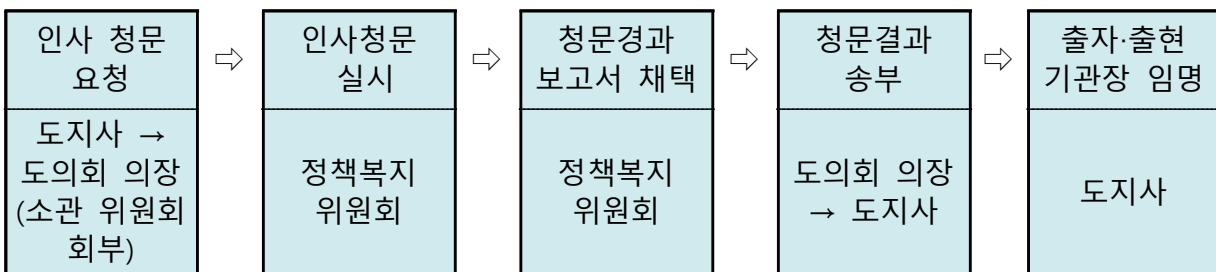 인사 청문
요청
⇨
인사청문
실시
⇨
청문경과
보고서 채택
⇨
청문결과
송부
⇨
출자·출현
기관장 임명
도지사 →
도의회 의장
(소관 위원회
회부)
정책복지
위원회
정책복지
위원회
도의회 의장
→ 도지사
도지사